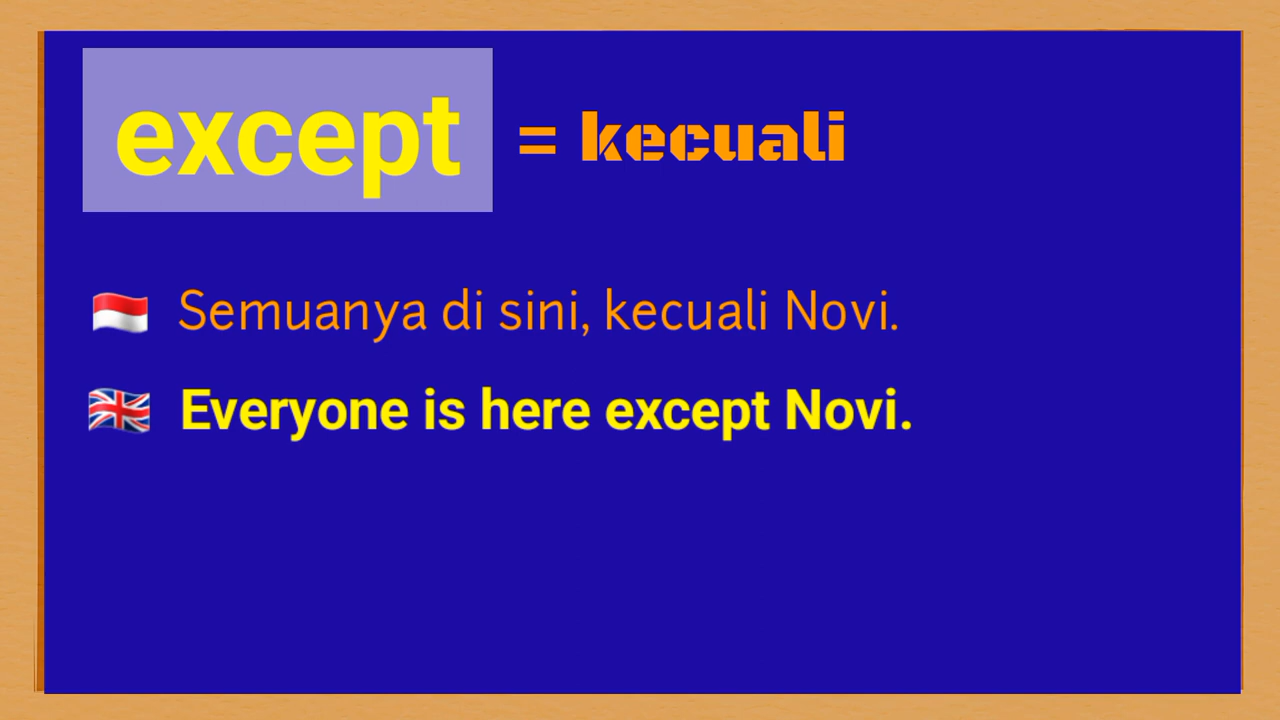 except = kecuali
Semuanya di sini, kecuali Novi.
Everyone is here except Novi.